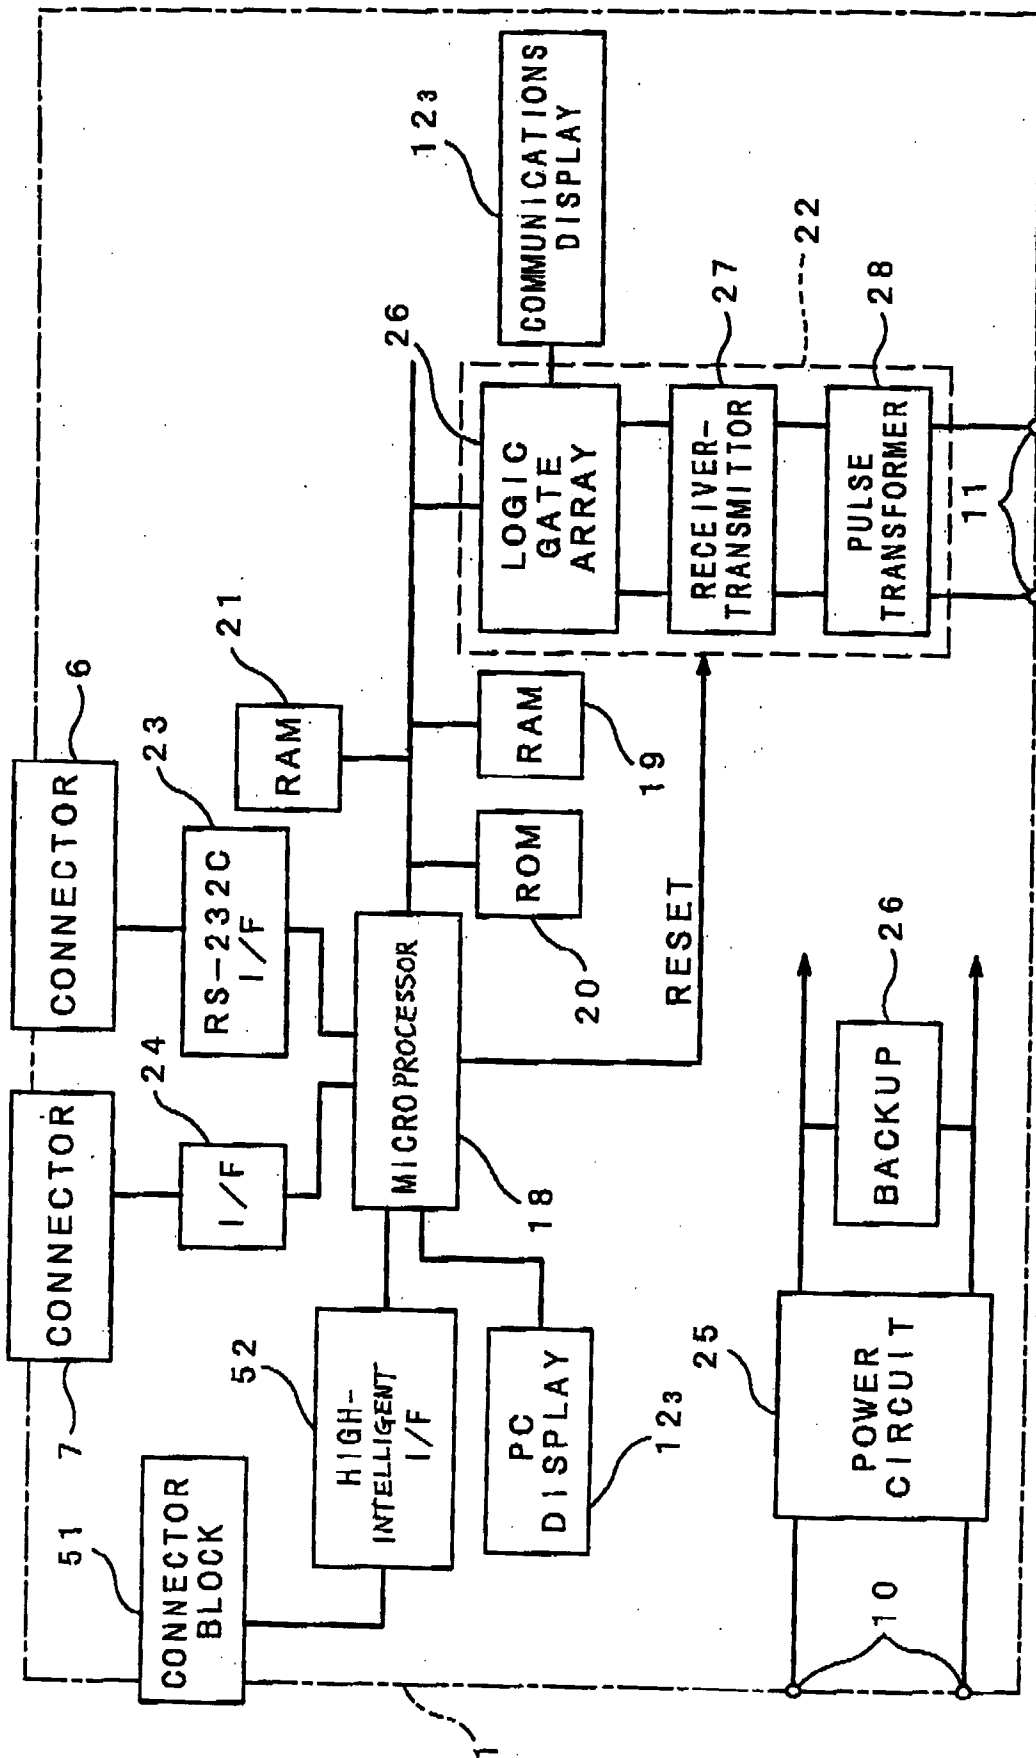 CONNECTOR
BLOCK
51
CONNECTOR
7
CONNECTOR
6
I/F
24
RS-232C
I/F
23
RAM
21
HIGH-
INTELLIGENT
I/F
52
MICROPROCESSOR
18
PC
DISPLAY
123
ROM
20
RAM
19
RESET
26
LOGIC
GATE
ARRAY
COMMUNICATIONS
DISPLAY
123
RECEIVER-
TRANSMITTOR
27
PULSE
TRANSFORMER
28
22
11
POWER
CIRCUIT
25
BACKUP
26
10
1